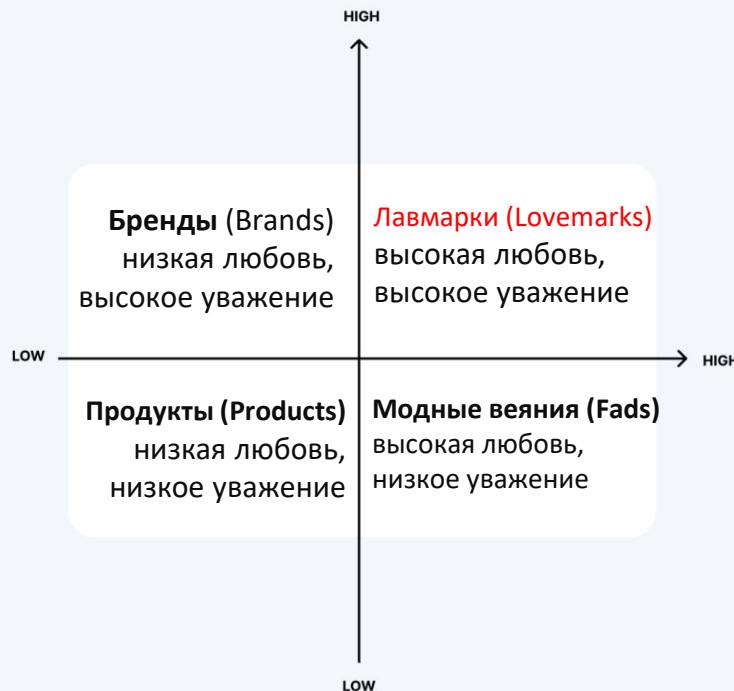 HIGH
Бренды (Brands)
низкая любовь,
высокое уважение
Лавмарки (Lovemarks)
высокая любовь,
высокое уважение
LOW
HIGH
Продукты (Products)
низкая любовь,
низкое уважение
Модные веяния (Fads)
высокая любовь,
низкое уважение
LOW